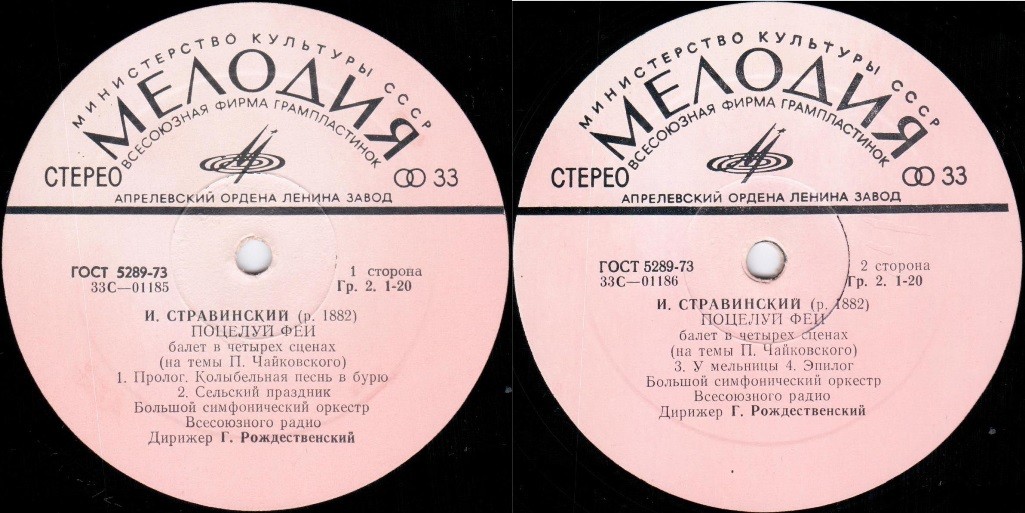 МИНИСТЕРСТВО КУЛЬТУРЫ СССР
МЕЛОДИЯ
ВСЕСОЮЗНАЯ ФИРМА ГРАМПЛАСТИНОК
СТЕРЕО
33
АПРЕЛЕВСКИЙ ОРДЕНА ЛЕНИНА ЗАВОД
ГОСТ 5289-73
1 сторона
33С—01185
Гр. 2. 1-20
И. СТРАВИНСКИЙ (р. 1882)
ПОЦЕЛУЙ ФЕИ
балет в четырех сценах
(на темы П. Чайковского)
1. Пролог. Колыбельная песнь в бурю
2. Сельский праздник
Большой симфонический оркестр
Всесоюзного радио
Дирижер Г. Рождественский
МИНИСТЕРСТВО КУЛЬТУРЫ СССР
МЕЛОДИЯ
ВСЕСОЮЗНАЯ ФИРМА ГРАМПЛАСТИНОК
СТЕРЕО
33
АПРЕЛЕВСКИЙ ОРДЕНА ЛЕНИНА ЗАВОД
ГОСТ 5289-73
2 сторона
33С—01186
Гр. 2. 1-20
И. СТРАВИНСКИЙ (р. 1882)
ПОЦЕЛУЙ ФЕИ
балет в четырех сценах
(на темы П. Чайковского)
3. У мельницы 4. Эпилог
Большой симфонический оркестр
Всесоюзного радио
Дирижер Г. Рождественский